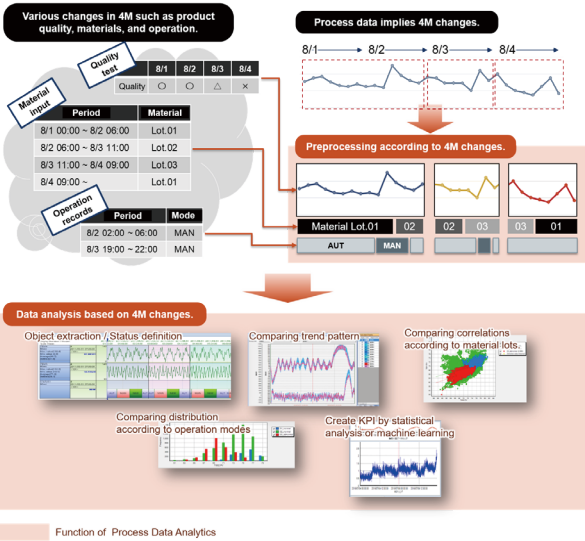 Various changes in 4M such as product
quality, materials, and operation.
Process data implies 4M changes.
Quality
test
8/1 8/2 8/3 8/4
Quality ○ ○ △ ×
Material
input
Period Material
8/1 00:00 ~ 8/2 06:00 Lot.01
8/2 06:00 ~ 8/3 11:00 Lot.02
8/3 11:00 ~ 8/4 09:00 Lot.03
8/4 09:00 ~ Lot.01
Operation
records
Period Mode
8/2 02:00 ~ 06:00 MAN
8/3 19:00 ~ 22:00 MAN
8/1 8/2 8/3 8/4
Preprocessing according to 4M changes.
Material Lot.01 02 02 03 03 01
AUT MAN
Data analysis based on 4M changes.
Object extraction / Status definition
Comparing trend pattern
Comparing correlations
according to material lots.
Comparing distribution
according to operation modes
Create KPI by statistical
analysis or machine learning
Function of Process Data Analytics